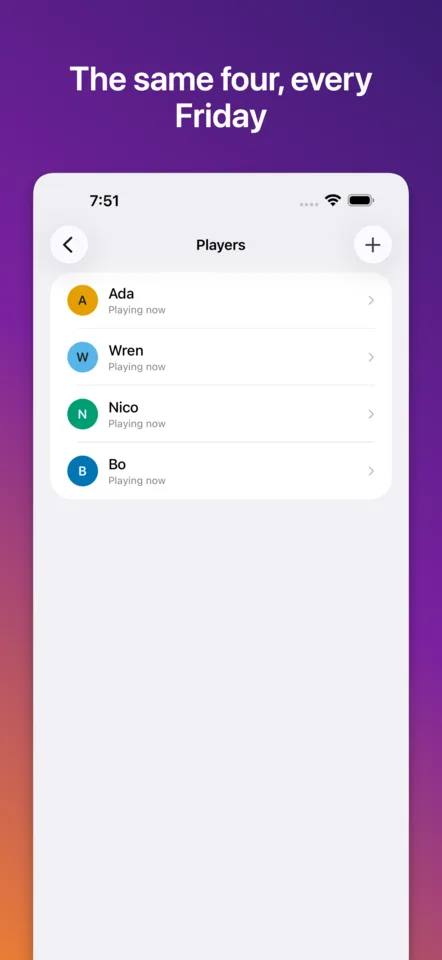 The same four, every
Friday
7:51
Players
A
Ada
Playing now
W
Wren
Playing now
N
Nico
Playing now
B
Bo
Playing now